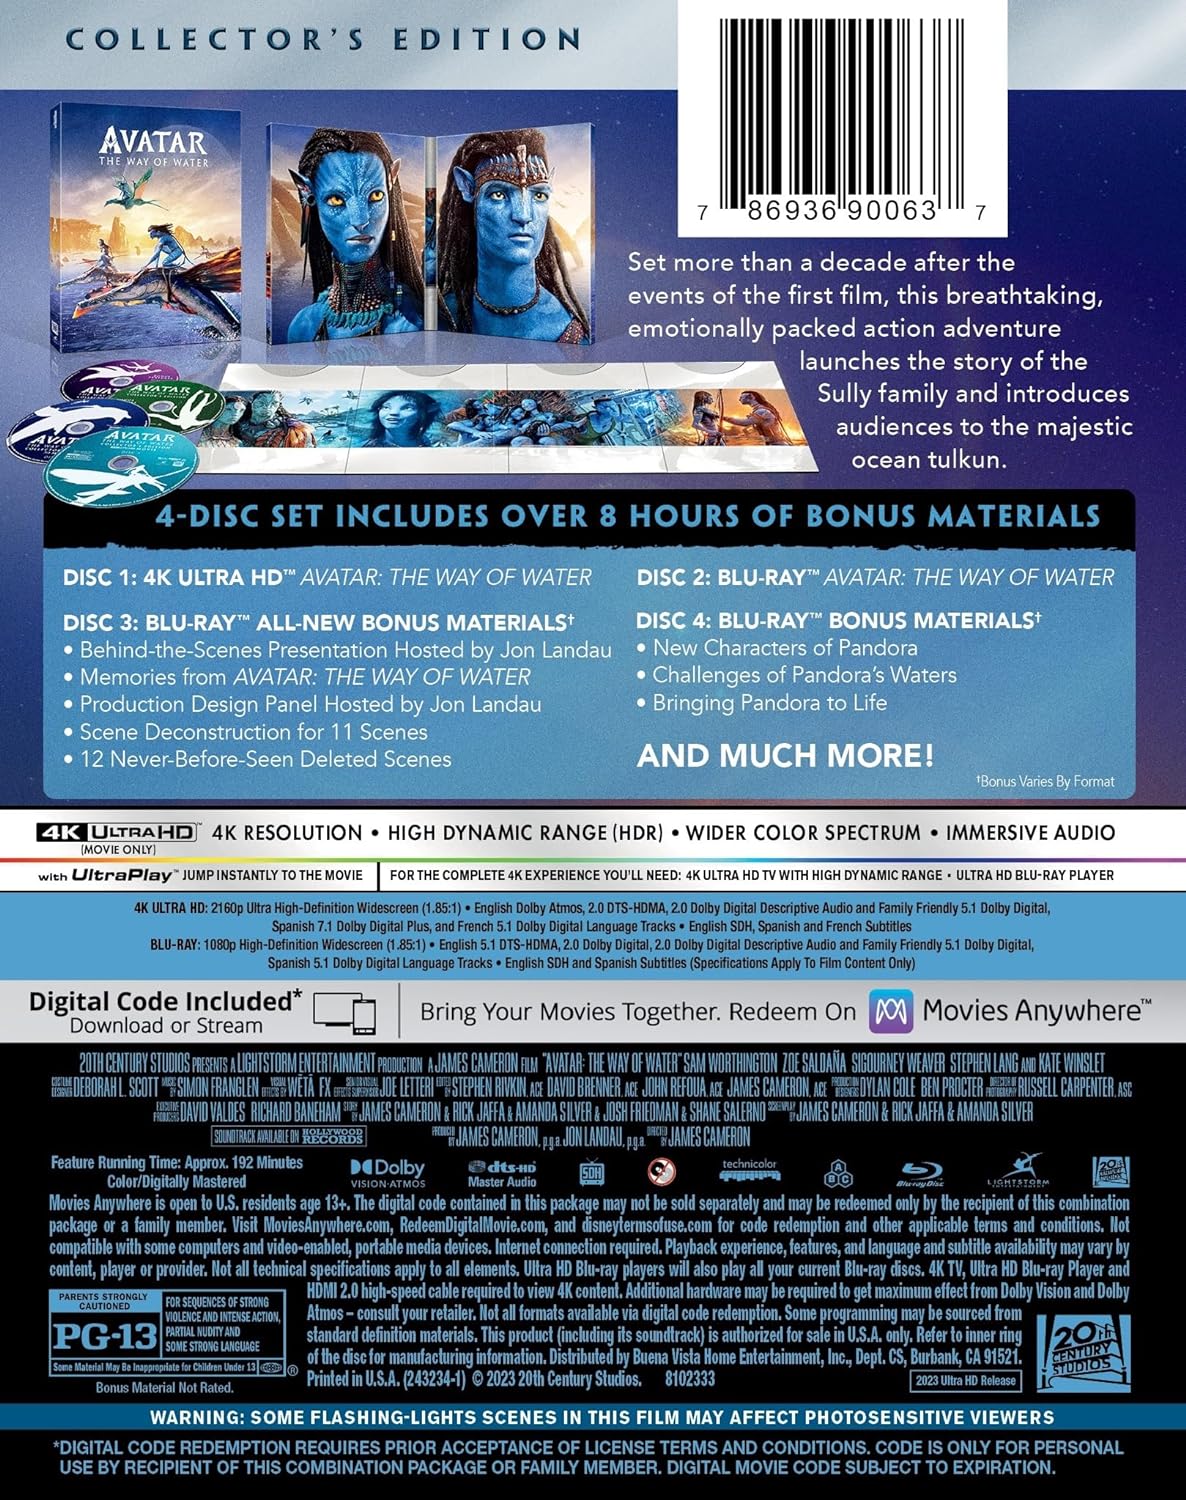 COLLECTOR'S EDITION
AVATAR
THE WAY OF WATER
7 86936 90063 7
Set more than a decade after the
events of the first film, this breathtaking,
emotionally packed action adventure
launches the story of the
Sully family and introduces
audiences to the majestic
ocean tulkun.
AVATAR
AVATAR
4-DISC SET INCLUDES OVER 8 HOURS OF BONUS MATERIALS
DISC 1: 4K ULTRA HD™ AVATAR: THE WAY OF WATER
DISC 2: BLU-RAY™ AVATAR: THE WAY OF WATER
DISC 3: BLU-RAY™ ALL-NEW BONUS MATERIALS†
• Behind-the-Scenes Presentation Hosted by Jon Landau
• Memories from AVATAR: THE WAY OF WATER
• Production Design Panel Hosted by Jon Landau
• Scene Deconstruction for 11 Scenes
• 12 Never-Before-Seen Deleted Scenes
DISC 4: BLU-RAY™ BONUS MATERIALS†
• New Characters of Pandora
• Challenges of Pandora's Waters
• Bringing Pandora to Life
AND MUCH MORE!
†Bonus Varies By Format
4K ULTRA HD™ 4K RESOLUTION • HIGH DYNAMIC RANGE (HDR) • WIDER COLOR SPECTRUM • IMMERSIVE AUDIO
(MOVIE ONLY)
with UltraPlay™ JUMP INSTANTLY TO THE MOVIE
FOR THE COMPLETE 4K EXPERIENCE YOU'LL NEED: 4K ULTRA HD TV WITH HIGH DYNAMIC RANGE • ULTRA HD BLU-RAY PLAYER
4K ULTRA HD: 2160p Ultra High-Definition Widescreen (1.85:1) • English Dolby Atmos, 2.0 DTS-HDMA, 2.0 Dolby Digital Descriptive Audio and Family Friendly 5.1 Dolby Digital,
Spanish 7.1 Dolby Digital Plus, and French 5.1 Dolby Digital Language Tracks • English SDH, Spanish and French Subtitles
BLU-RAY: 1080p High-Definition Widescreen (1.85:1) • English 5.1 DTS-HDMA, 2.0 Dolby Digital, 2.0 Dolby Digital Descriptive Audio and Family Friendly 5.1 Dolby Digital,
Spanish 5.1 Dolby Digital Language Tracks • English SDH and Spanish Subtitles (Specifications Apply To Film Content Only)
Digital Code Included*
Download or Stream
Bring Your Movies Together. Redeem On Movies Anywhere™
20TH CENTURY STUDIOS PRESENTS A LIGHTSTORM ENTERTAINMENT PRODUCTION A JAMES CAMERON FILM "AVATAR: THE WAY OF WATER" SAM WORTHINGTON ZOE SALDAÑA SIGOURNEY WEAVER STEPHEN LANG AND KATE WINSLET
COSTUME DESIGNER DEBORAH L. SCOTT MUSIC BY SIMON FRANGLEN VISUAL EFFECTS BY WĒTĀ FX SENIOR VISUAL EFFECTS SUPERVISOR JOE LETTERI EDITED BY STEPHEN RIVKIN, ACE DAVID BRENNER, ACE JOHN REFOUA, ACE JAMES CAMERON, ACE PRODUCTION DESIGNERS DYLAN COLE BEN PROCTER DIRECTOR OF PHOTOGRAPHY RUSSELL CARPENTER, ASC
EXECUTIVE PRODUCERS DAVID VALDES RICHARD BANEHAM STORY BY JAMES CAMERON & RICK JAFFA & AMANDA SILVER & JOSH FRIEDMAN & SHANE SALERNO SCREENPLAY BY JAMES CAMERON & RICK JAFFA & AMANDA SILVER
SOUNDTRACK AVAILABLE ON HOLLYWOOD RECORDS
PRODUCED BY JAMES CAMERON, p.g.a. JON LANDAU, p.g.a. DIRECTED BY JAMES CAMERON
Feature Running Time: Approx. 192 Minutes
Color/Digitally Mastered
Dolby
VISION·ATMOS
dts-HD
Master Audio
SDH
technicolor
A B C
Blu-ray Disc
LIGHTSTORM
Movies Anywhere is open to U.S. residents age 13+. The digital code contained in this package may not be sold separately and may be redeemed only by the recipient of this combination
package or a family member. Visit MoviesAnywhere.com, RedeemDigitalMovie.com, and disneytermsofuse.com for code redemption and other applicable terms and conditions. Not
compatible with some computers and video-enabled, portable media devices. Internet connection required. Playback experience, features, and language and subtitle availability may vary by
content, player or provider. Not all technical specifications apply to all elements. Ultra HD Blu-ray players will also play all your current Blu-ray discs. 4K TV, Ultra HD Blu-ray Player and
HDMI 2.0 high-speed cable required to view 4K content. Additional hardware may be required to get maximum effect from Dolby Vision and Dolby
Atmos – consult your retailer. Not all formats available via digital code redemption. Some programming may be sourced from
standard definition materials. This product (including its soundtrack) is authorized for sale in U.S.A. only. Refer to inner ring
of the disc for manufacturing information. Distributed by Buena Vista Home Entertainment, Inc., Dept. CS, Burbank, CA 91521.
Printed in U.S.A. (243234-1) © 2023 20th Century Studios. 8102333
2023 Ultra HD Release
PARENTS STRONGLY
CAUTIONED
PG-13
FOR SEQUENCES OF STRONG
VIOLENCE AND INTENSE ACTION,
PARTIAL NUDITY AND
SOME STRONG LANGUAGE
Some Material May Be Inappropriate for Children Under 13
®
Bonus Material Not Rated.
20th
CENTURY
STUDIOS
WARNING: SOME FLASHING-LIGHTS SCENES IN THIS FILM MAY AFFECT PHOTOSENSITIVE VIEWERS
*DIGITAL CODE REDEMPTION REQUIRES PRIOR ACCEPTANCE OF LICENSE TERMS AND CONDITIONS. CODE IS ONLY FOR PERSONAL
USE BY RECIPIENT OF THIS COMBINATION PACKAGE OR FAMILY MEMBER. DIGITAL MOVIE CODE SUBJECT TO EXPIRATION.